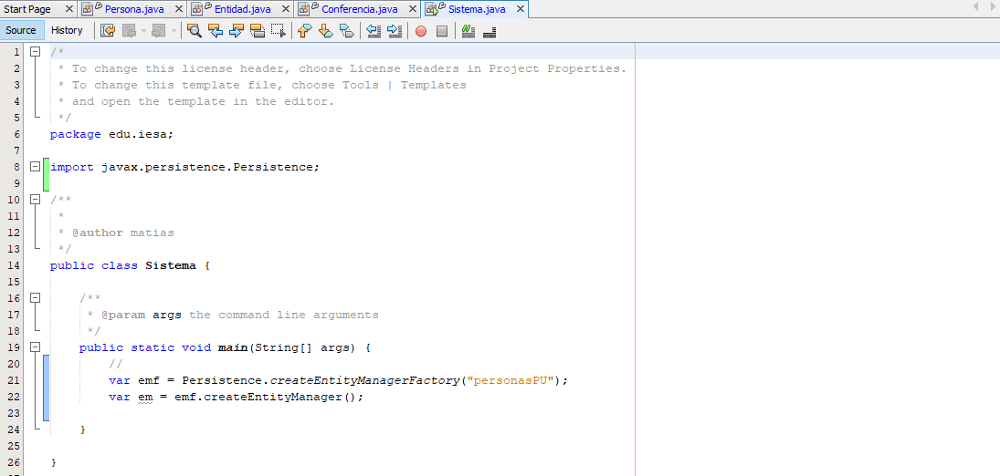 Start Page Persona.java Entidad.java Conferencia.java Sistema.java
Source History
1 /*
2 * To change this license header, choose License Headers in Project Properties.
3 * To change this template file, choose Tools | Templates
4 * and open the template in the editor.
5 */
6 package edu.iesa;
7
8 import javax.persistence.Persistence;
9
10 /**
11 *
12 * @author matias
13 */
14 public class Sistema {
15
16 /**
17 * @param args the command line arguments
18 */
19 public static void main(String[] args) {
20 //
21 var emf = Persistence.createEntityManagerFactory("personasPU");
22 var em = emf.createEntityManager();
23
24 }
25
26 }